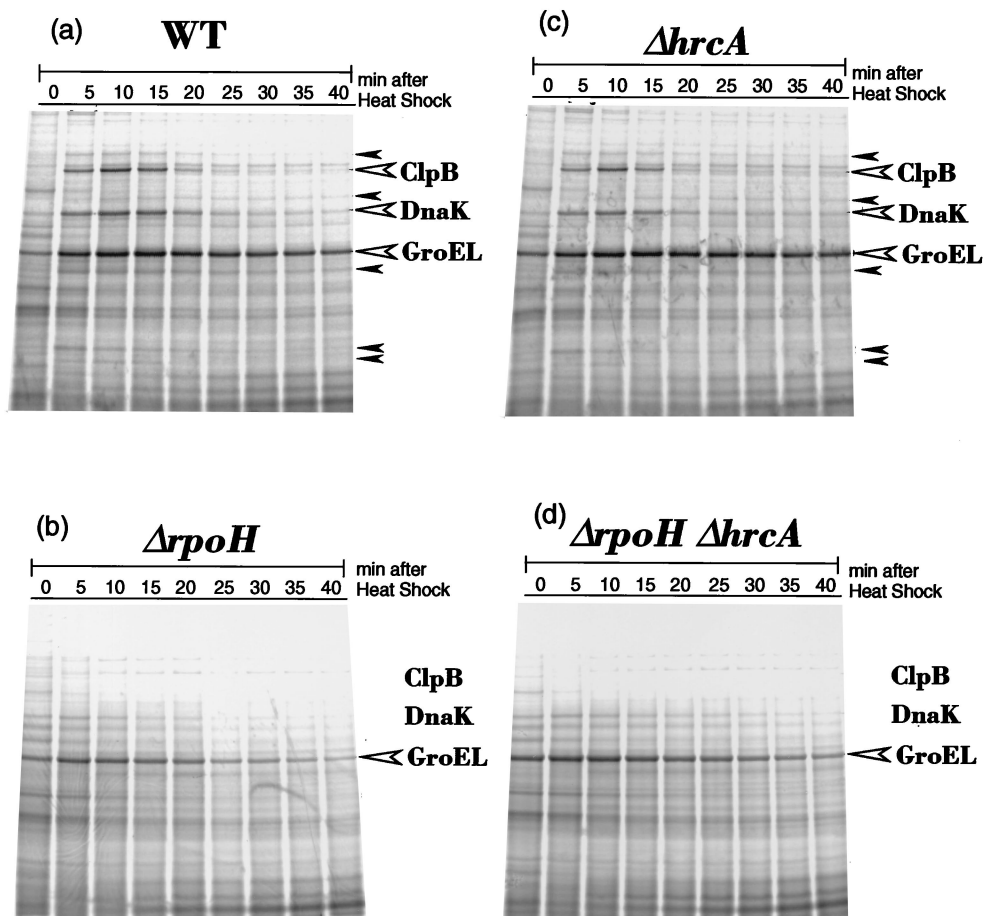 (a) WT
min after
0 5 10 15 20 25 30 35 40 Heat Shock
ClpB
DnaK
GroEL
(c) ΔhrcA
min after
0 5 10 15 20 25 30 35 40 Heat Shock
ClpB
DnaK
GroEL
(b) ΔrpoH
min after
0 5 10 15 20 25 30 35 40 Heat Shock
ClpB
DnaK
GroEL
(d) ΔrpoH ΔhrcA
min after
0 5 10 15 20 25 30 35 40 Heat Shock
ClpB
DnaK
GroEL